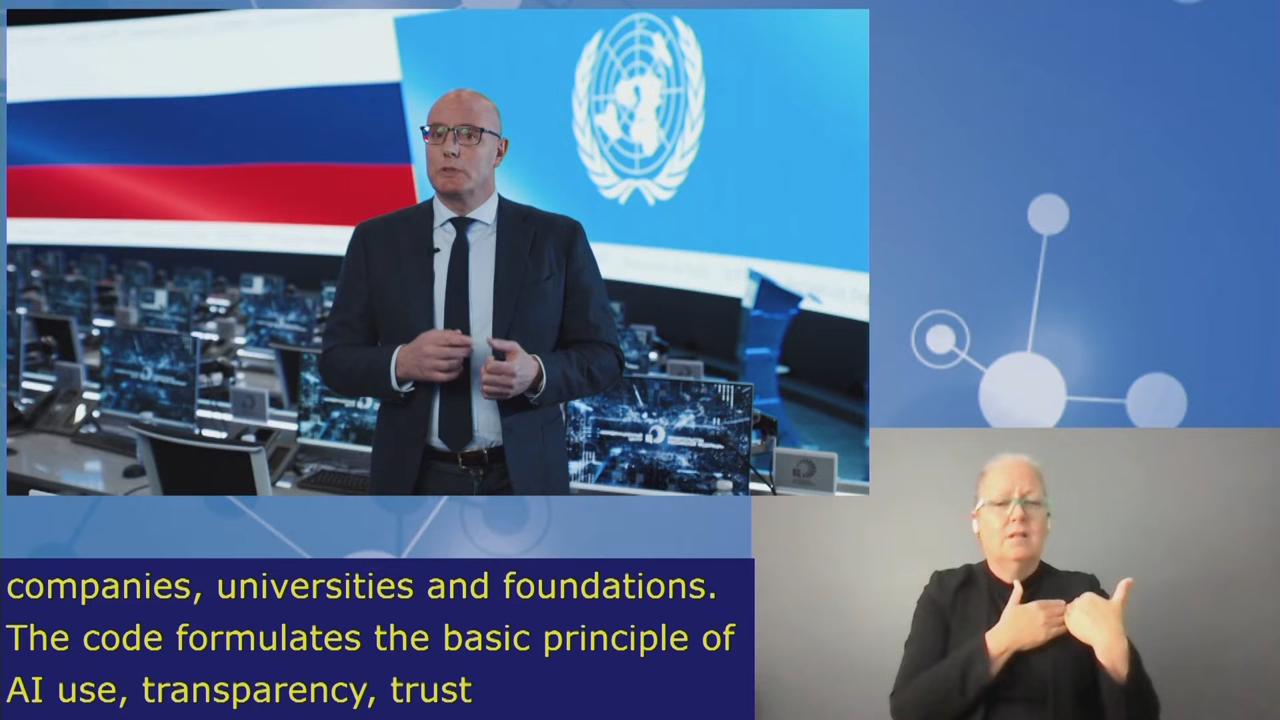 companies, universities and foundations.
The code formulates the basic principle of
AI use, transparency, trust